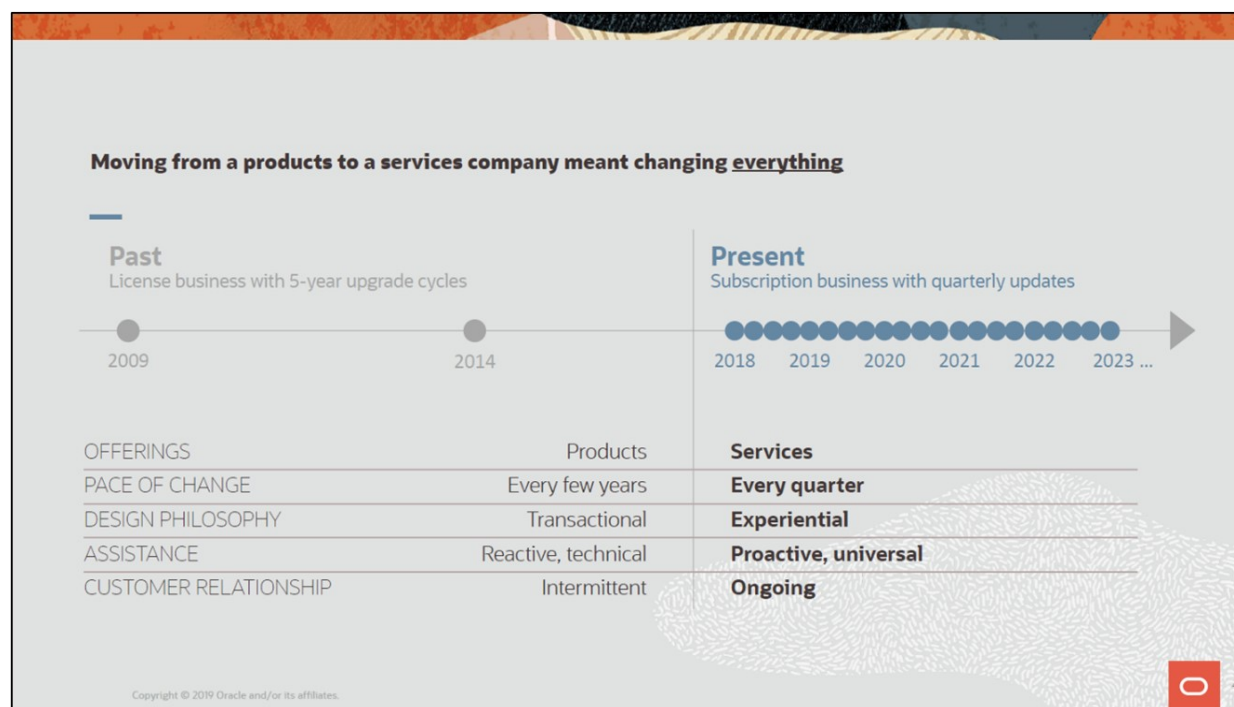 Moving from a products to a services company meant changing everything
Past
License business with 5-year upgrade cycles
Present
Subscription business with quarterly updates
2009
2014
2018
2019
2020
2021
2022
2023 ...
OFFERINGS Products Services
PACE OF CHANGE Every few years Every quarter
DESIGN PHILOSOPHY Transactional Experiential
ASSISTANCE Reactive, technical Proactive, universal
CUSTOMER RELATIONSHIP Intermittent Ongoing
Copyright © 2019 Oracle and/or its affiliates.